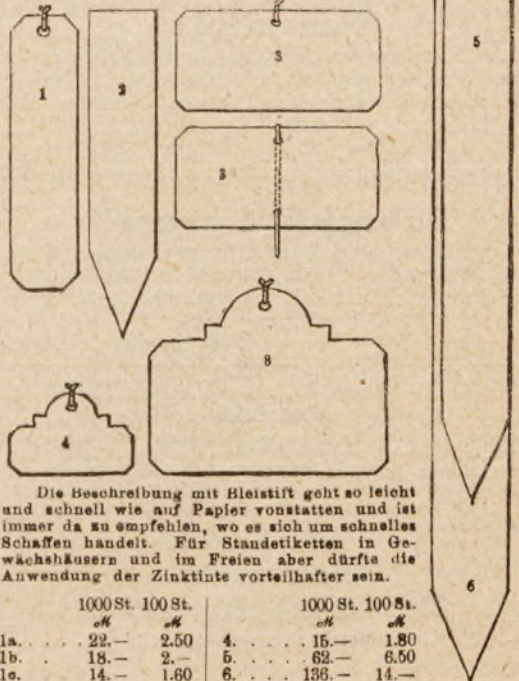 1
2
3
5
3
8
4
6
Die Beschreibung mit Bleistift geht so leicht
und schnell wie auf Papier vonstatten und ist
immer da zu empfehlen, wo es sich um schnelles
Schaffen handelt. Für Standetiketten in Ge-
wächshäusern und im Freien aber dürfte die
Anwendung der Zinktinte vorteilhafter sein.
1000 St. 100 St. 1000 St. 100 St.
ℳ ℳ ℳ ℳ
1a. . . . . 22.— 2.50 4. . . . . . 15.— 1.80
1b. . . . . 18.— 2.— 5. . . . . . 62.— 6.50
1c. . . . . 14.— 1.60 6. . . . . . 136.— 14.—